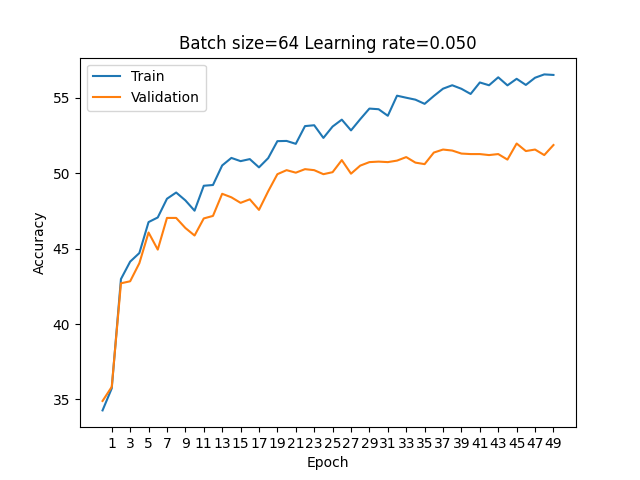 Batch size=64 Learning rate=0.050
Train
Validation
55
50
45
40
35
Accuracy
1 3 5 7 9 11 13 15 17 19 21 23 25 27 29 31 33 35 37 39 41 43 45 47 49
Epoch